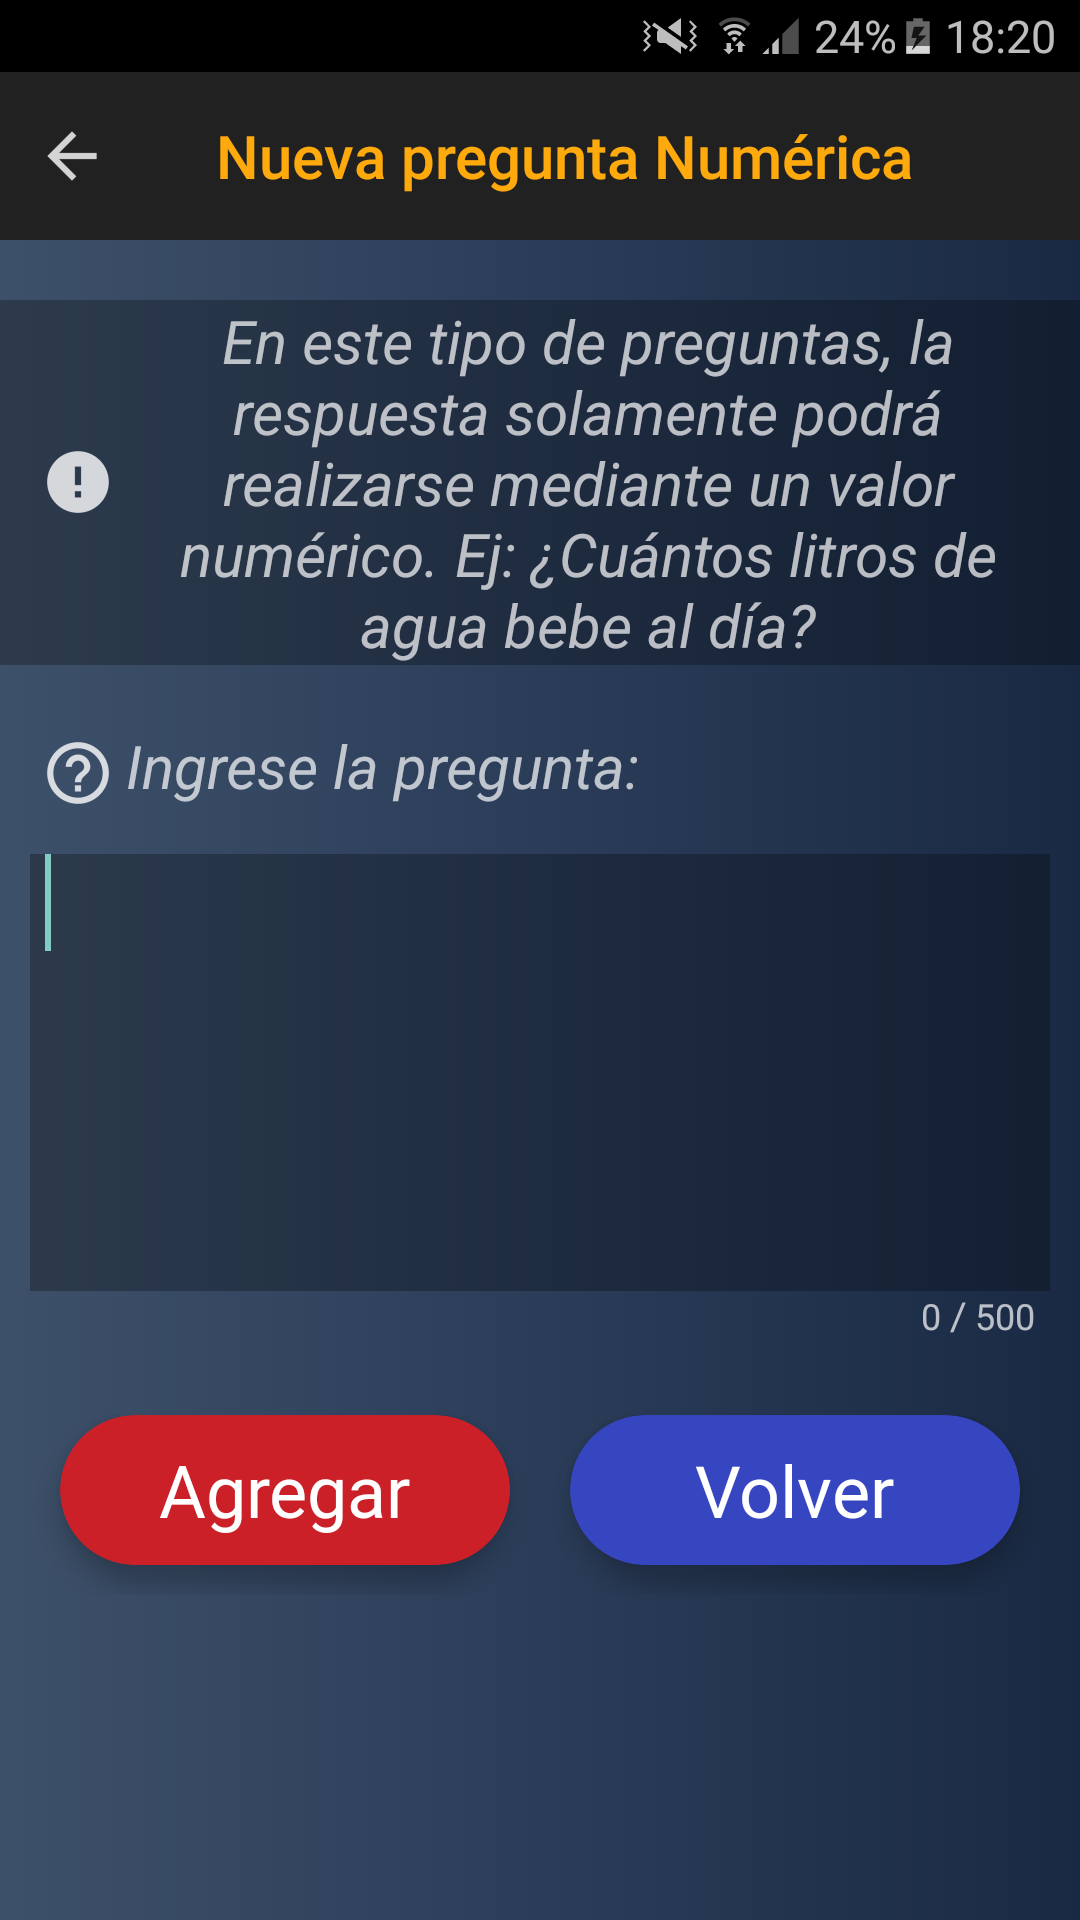 24% 18:20
Nueva pregunta Numérica
En este tipo de preguntas, la
respuesta solamente podrá
realizarse mediante un valor
numérico. Ej: ¿Cuántos litros de
agua bebe al día?
Ingrese la pregunta:
0 / 500
Agregar Volver